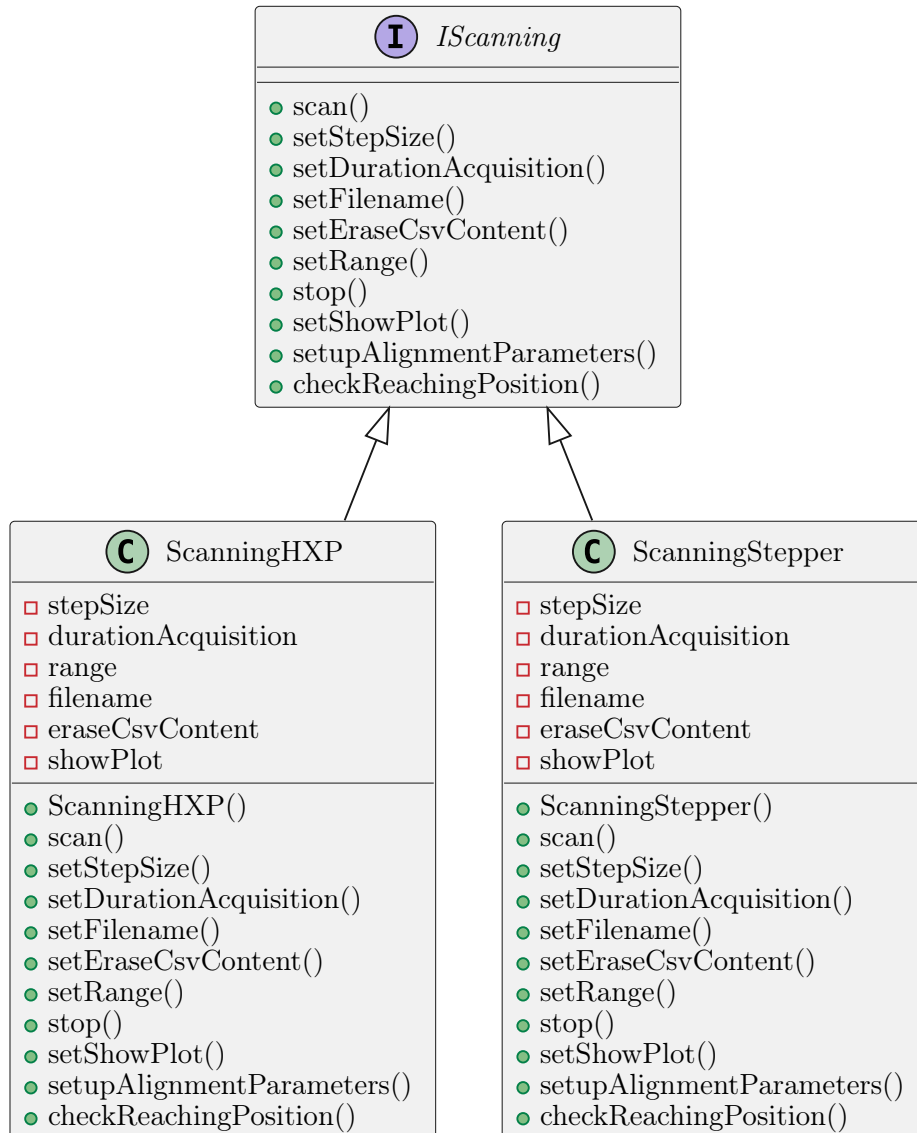 I IScanning
scan()
setStepSize()
setDurationAcquisition()
setFilename()
setEraseCsvContent()
setRange()
stop()
setShowPlot()
setupAlignmentParameters()
checkReachingPosition()
C ScanningHXP
stepSize
durationAcquisition
range
filename
eraseCsvContent
showPlot
ScanningHXP()
scan()
setStepSize()
setDurationAcquisition()
setFilename()
setEraseCsvContent()
setRange()
stop()
setShowPlot()
setupAlignmentParameters()
checkReachingPosition()
C ScanningStepper
stepSize
durationAcquisition
range
filename
eraseCsvContent
showPlot
ScanningStepper()
scan()
setStepSize()
setDurationAcquisition()
setFilename()
setEraseCsvContent()
setRange()
stop()
setShowPlot()
setupAlignmentParameters()
checkReachingPosition()